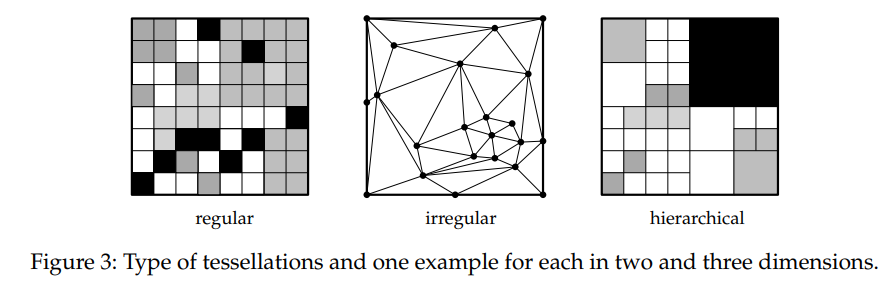 regular irregular hierarchical
Figure 3: Type of tessellations and one example for each in two and three dimensions.